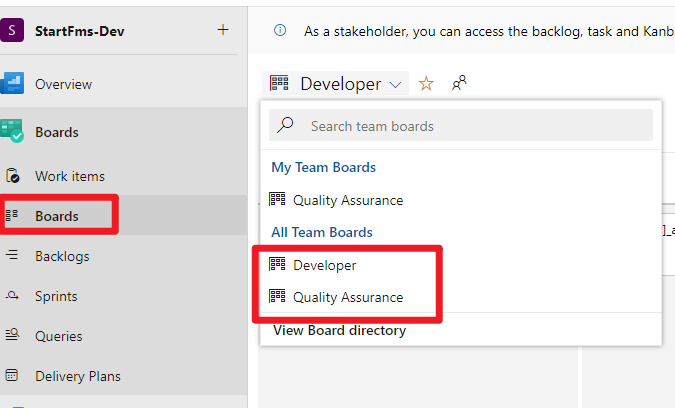 S StartFms-Dev +
Overview
Boards
Work items
Boards
Backlogs
Sprints
Queries
Delivery Plans
As a stakeholder, you can access the backlog, task and Kanb
Developer
Search team boards
My Team Boards
Quality Assurance
All Team Boards
Developer
Quality Assurance
View Board directory